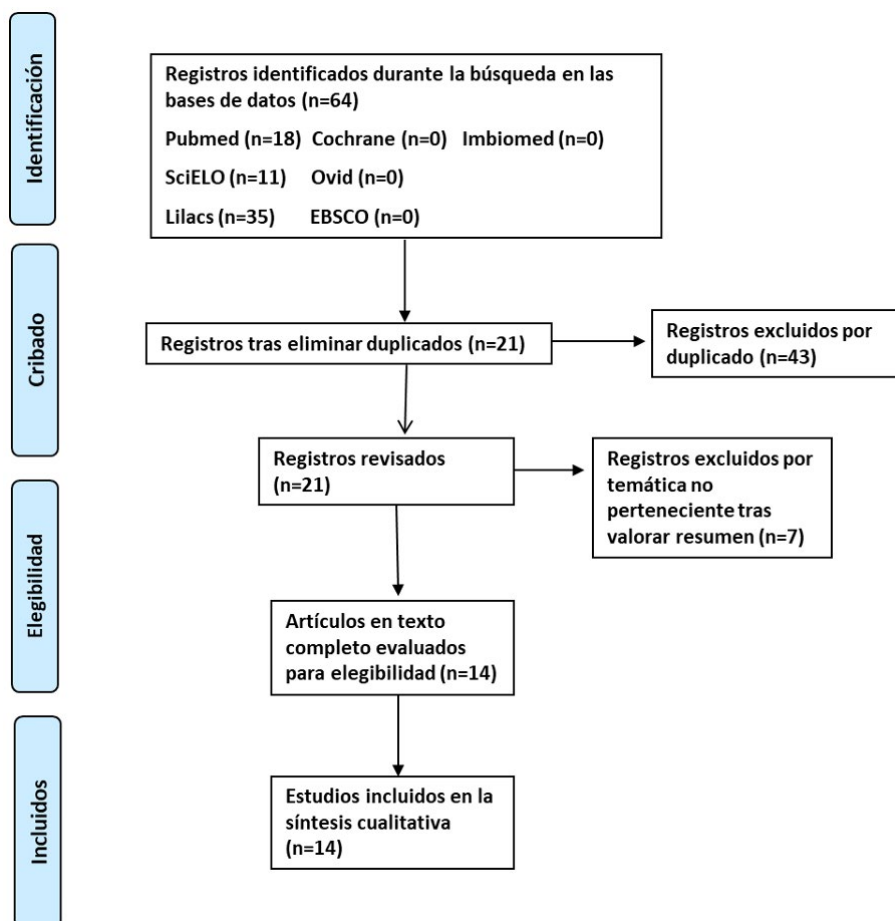 Identificación
Registros identificados durante la búsqueda en las
bases de datos (n=64)
Pubmed (n=18) Cochrane (n=0) Imbiomed (n=0)
SciELO (n=11) Ovid (n=0)
Lilacs (n=35) EBSCO (n=0)
Cribado
Registros tras eliminar duplicados (n=21)
Registros excluidos por
duplicado (n=43)
Registros revisados
(n=21)
Registros excluidos por
temática no
perteneciente tras
valorar resumen (n=7)
Elegibilidad
Artículos en texto
completo evaluados
para elegibilidad (n=14)
Incluidos
Estudios incluidos en la
síntesis cualitativa
(n=14)